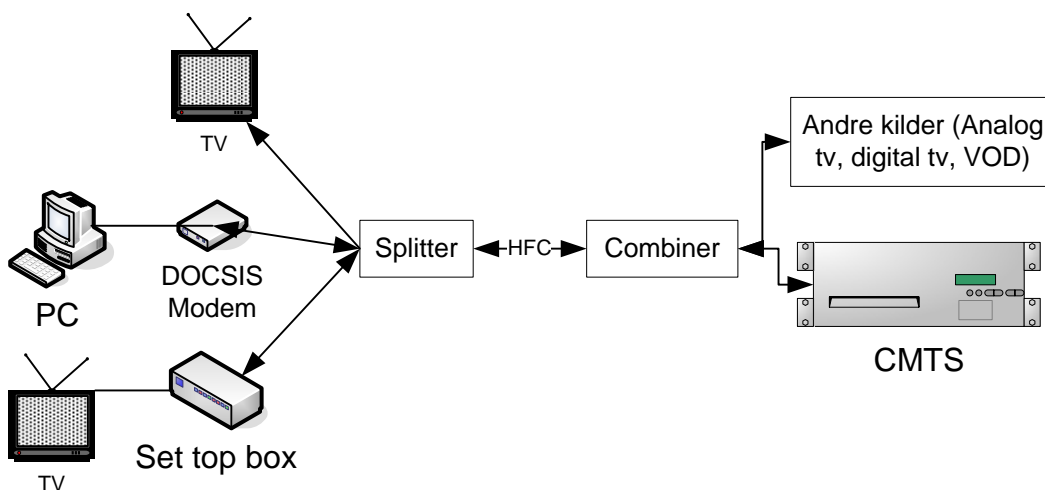 TV
Andre kilder (Analog
tv, digital tv, VOD)
Splitter
HFC
Combiner
DOCSIS
Modem
PC
CMTS
Set top box
TV